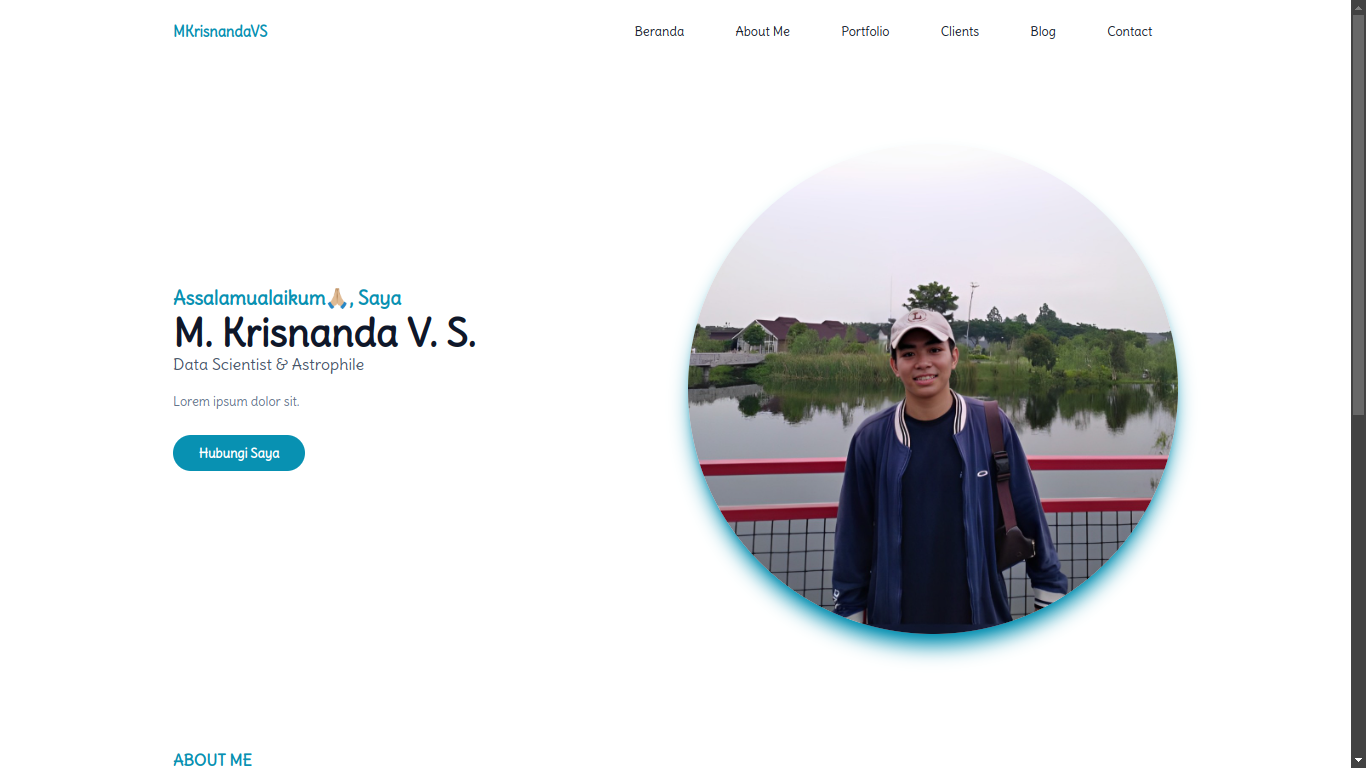 MKrisnandaVS
Beranda About Me Portfolio Clients Blog Contact
Assalamualaikum🙏🏼, Saya
M. Krisnanda V. S.
Data Scientist & Astrophile
Lorem ipsum dolor sit.
Hubungi Saya
L
ABOUT ME